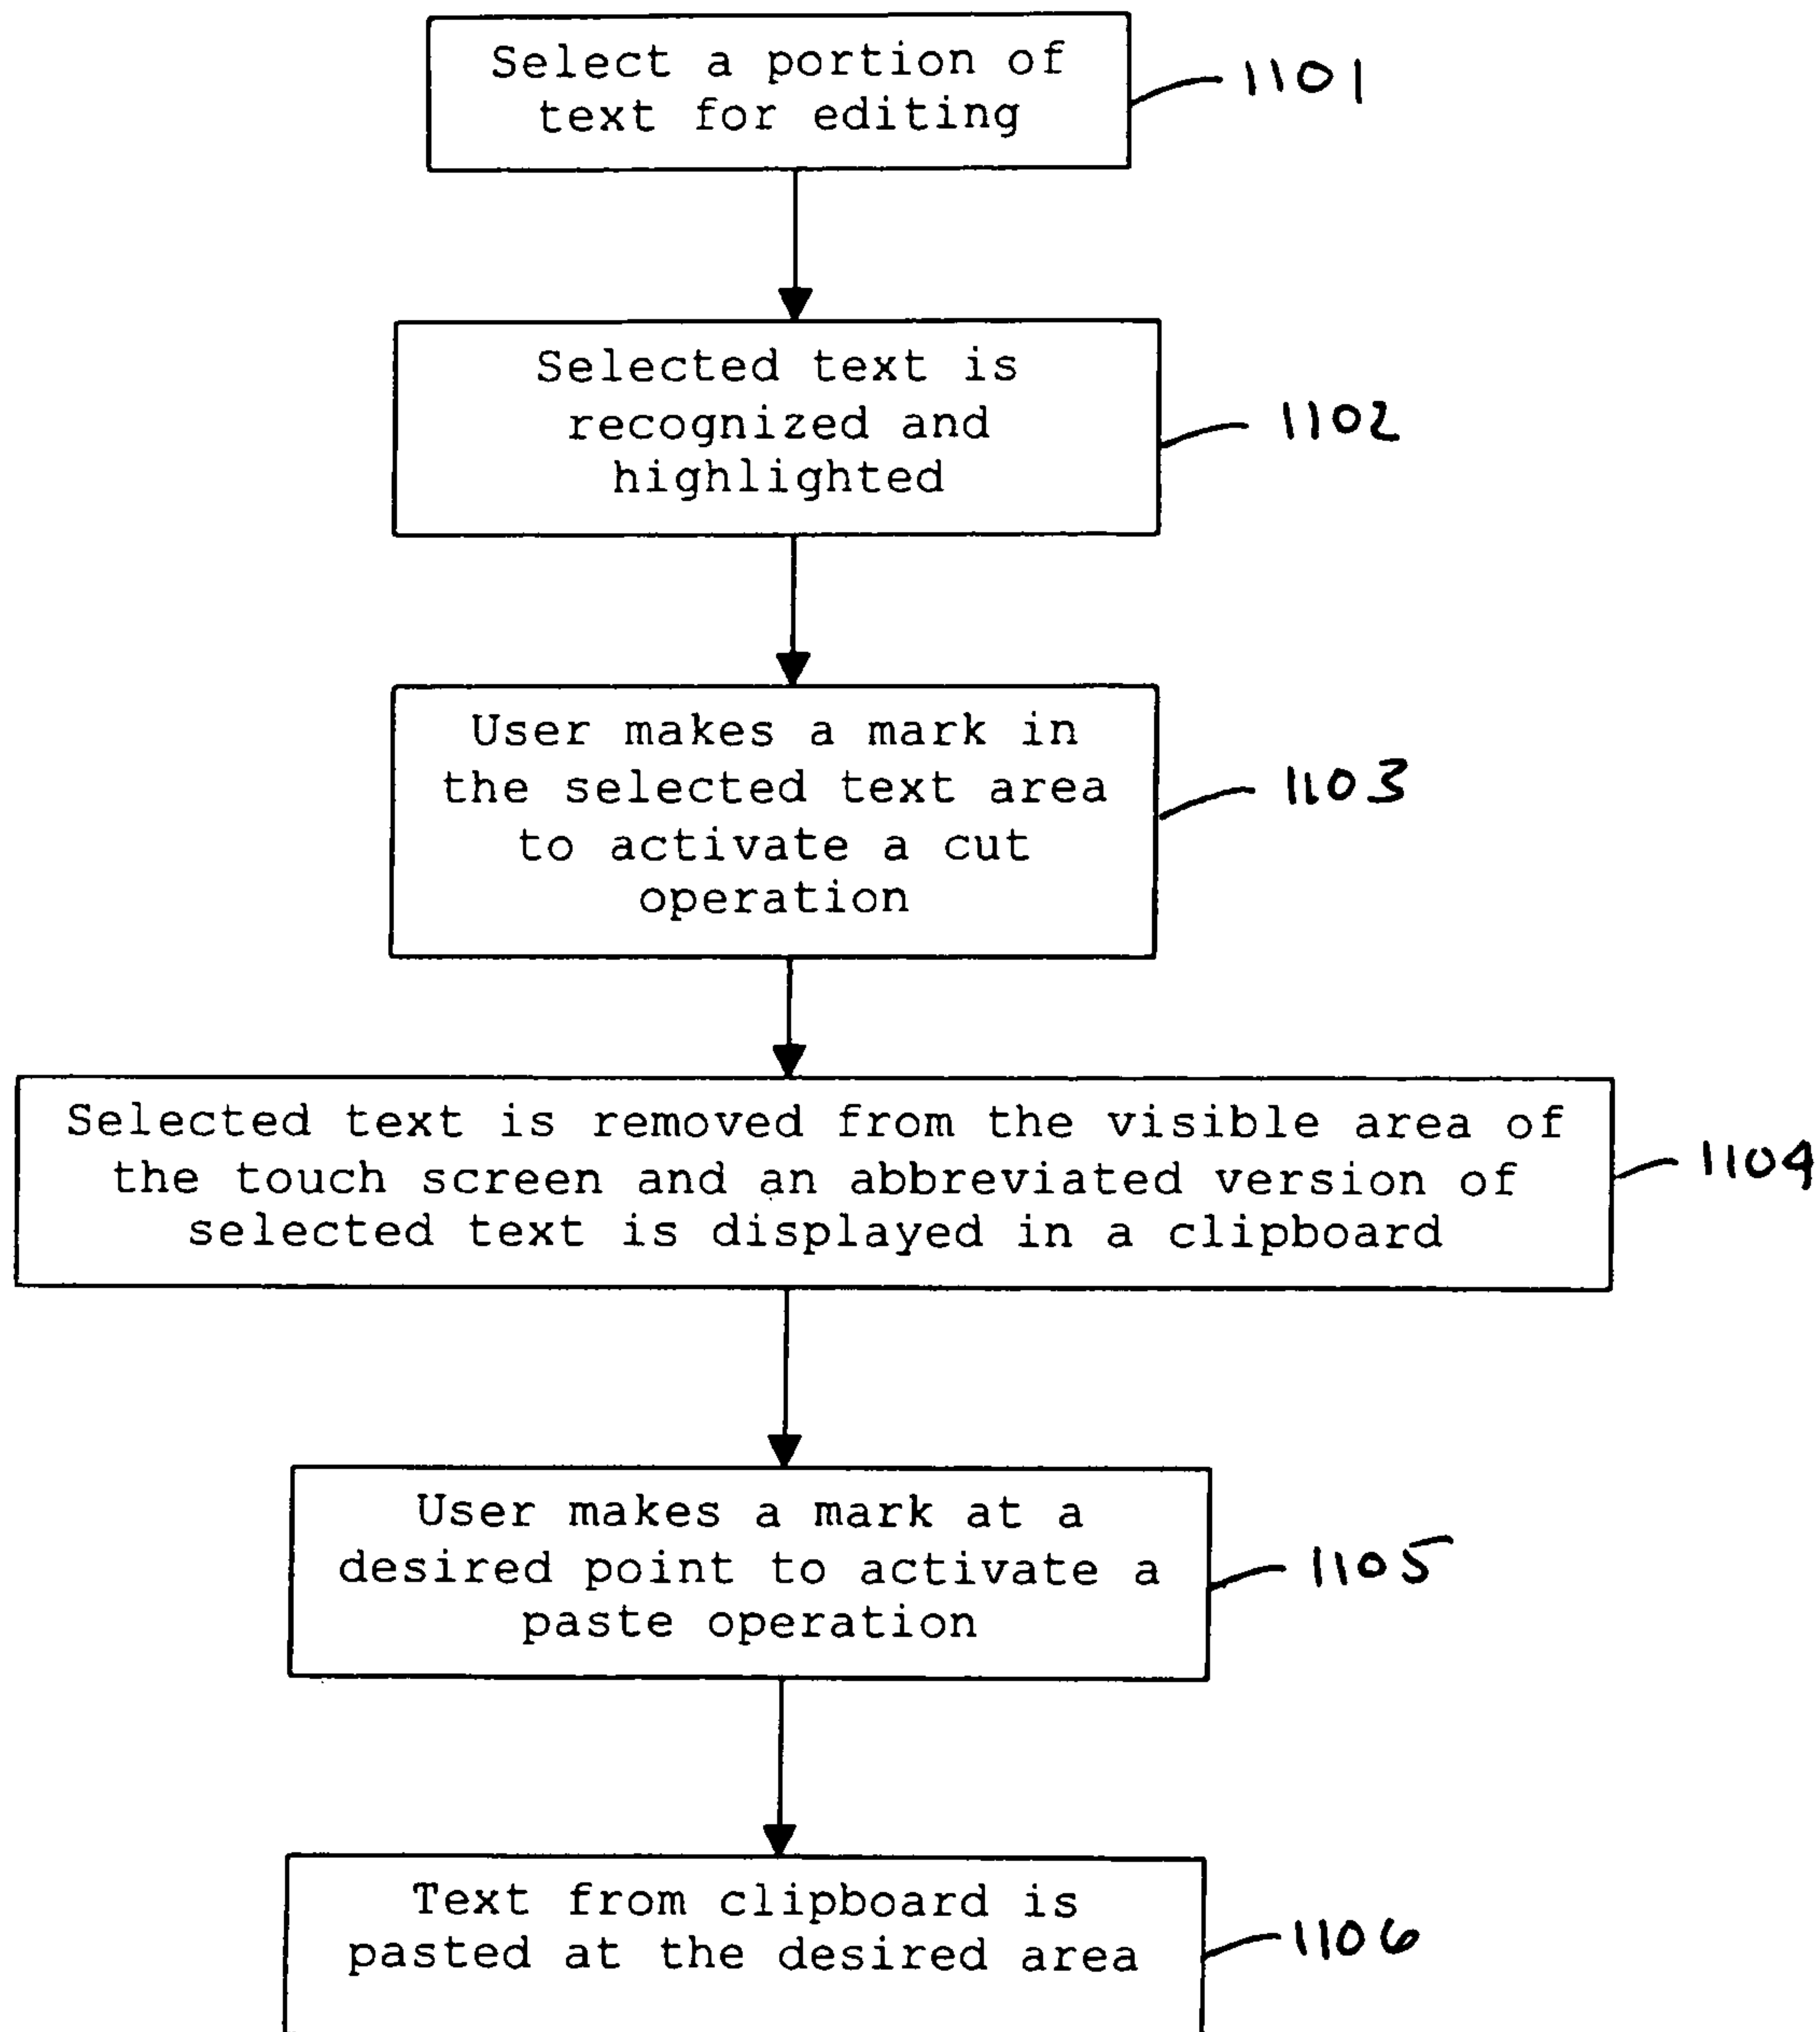 Select a portion of
text for editing
1101
Selected text is
recognized and
highlighted
1102
User makes a mark in
the selected text area
to activate a cut
operation
1103
Selected text is removed from the visible area of
the touch screen and an abbreviated version of
selected text is displayed in a clipboard
1104
User makes a mark at a
desired point to activate a
paste operation
1105
Text from clipboard is
pasted at the desired area
1106